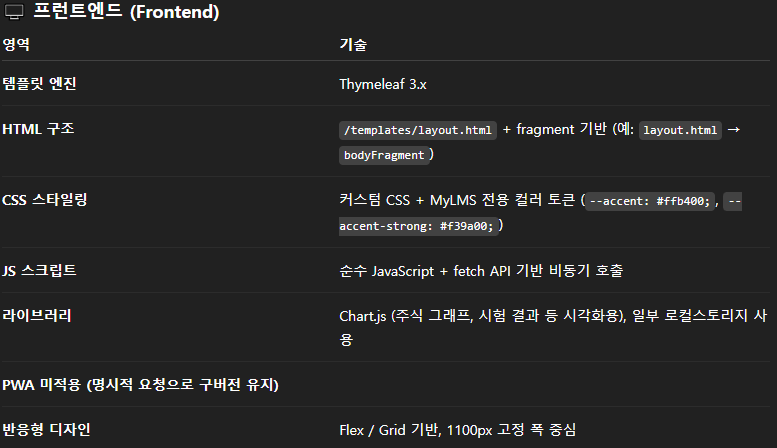 프런트엔드 (Frontend)
영역 기술
템플릿 엔진 Thymeleaf 3.x
HTML 구조 /templates/layout.html + fragment 기반 (예: layout.html →
bodyFragment)
CSS 스타일링 커스텀 CSS + MyLMS 전용 컬러 토큰 (--accent: #ffb400;, --
accent-strong: #f39a00;)
JS 스크립트 순수 JavaScript + fetch API 기반 비동기 호출
라이브러리 Chart.js (주식 그래프, 시험 결과 등 시각화용), 일부 로컬스토리지 사
용
PWA 미적용 (명시적 요청으로 구버전 유지)
반응형 디자인 Flex / Grid 기반, 1100px 고정 폭 중심